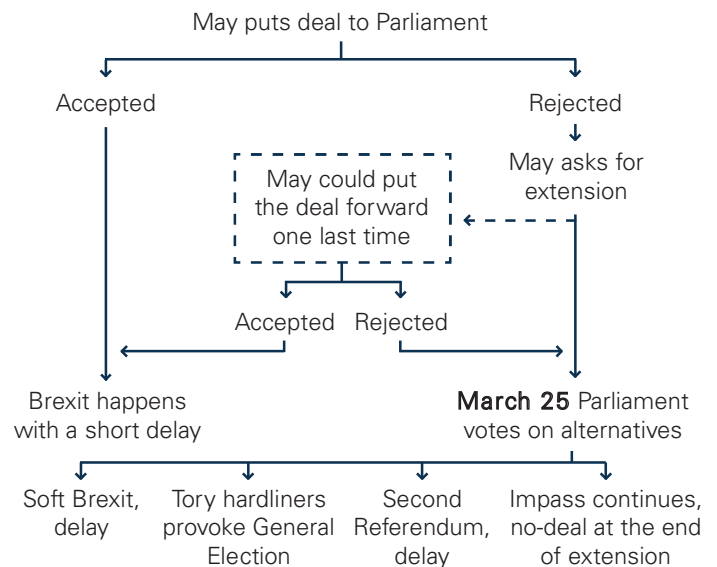 May puts deal to Parliament
Accepted
Rejected
May asks for
extension
May could put
the deal forward
one last time
Accepted
Rejected
Brexit happens
with a short delay
March 25 Parliament
votes on alternatives
Soft Brexit,
delay
Tory hardliners
provoke General
Election
Second
Referendum,
delay
Impass continues,
no-deal at the end
of extension